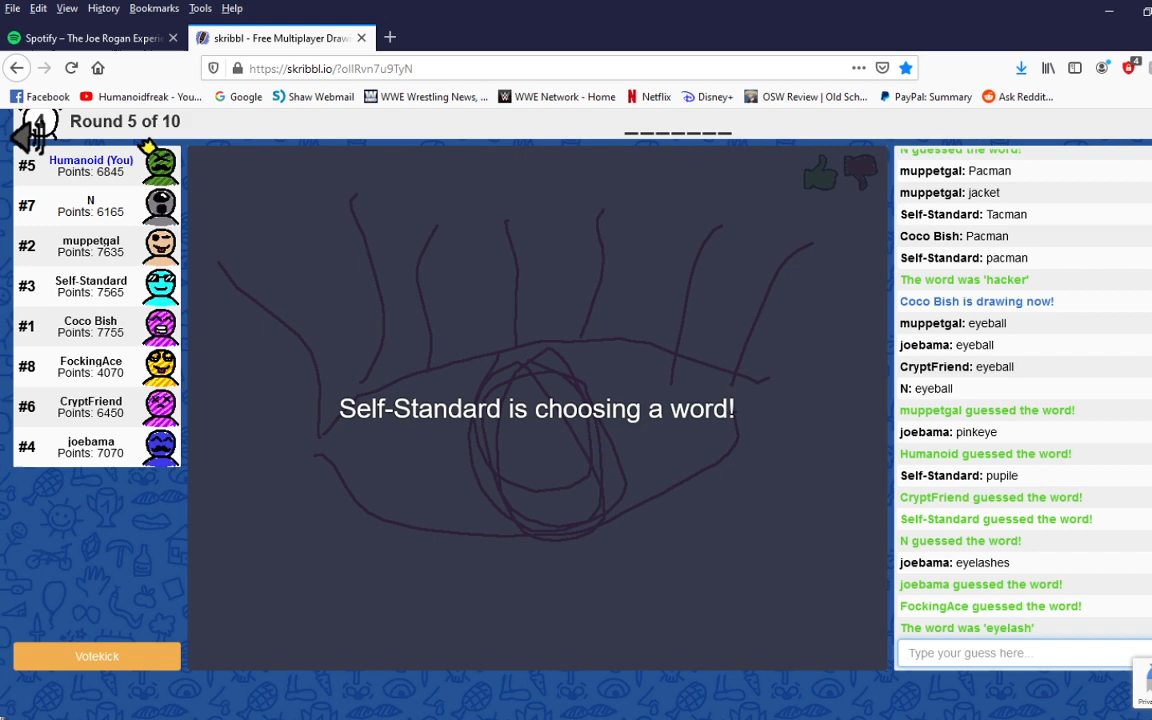 File Edit View History Bookmarks Tools Help
Spotify – The Joe Rogan Experie
skribbl - Free Multiplayer Drawi
https://skribbl.io/?olIRvn7u9TyN
4
Facebook Humanoidfreak - You... Google Shaw Webmail WWE Wrestling News, ... WWE Network - Home Netflix Disney+ OSW Review | Old Sch... PayPal: Summary Ask Reddit...
4 Round 5 of 10 _______
#5 Humanoid (You)
Points: 6845
#7 N
Points: 6165
#2 muppetgal
Points: 7635
#3 Self-Standard
Points: 7565
#1 Coco Bish
Points: 7755
#8 FockingAce
Points: 4070
#6 CryptFriend
Points: 6450
#4 joebama
Points: 7070
Votekick
Self-Standard is choosing a word!
N guessed the word!
muppetgal: Pacman
muppetgal: jacket
Self-Standard: Tacman
Coco Bish: Pacman
Self-Standard: pacman
The word was 'hacker'
Coco Bish is drawing now!
muppetgal: eyeball
joebama: eyeball
CryptFriend: eyeball
N: eyeball
muppetgal guessed the word!
joebama: pinkeye
Humanoid guessed the word!
Self-Standard: pupile
CryptFriend guessed the word!
Self-Standard guessed the word!
N guessed the word!
joebama: eyelashes
joebama guessed the word!
FockingAce guessed the word!
The word was 'eyelash'
Type your guess here...